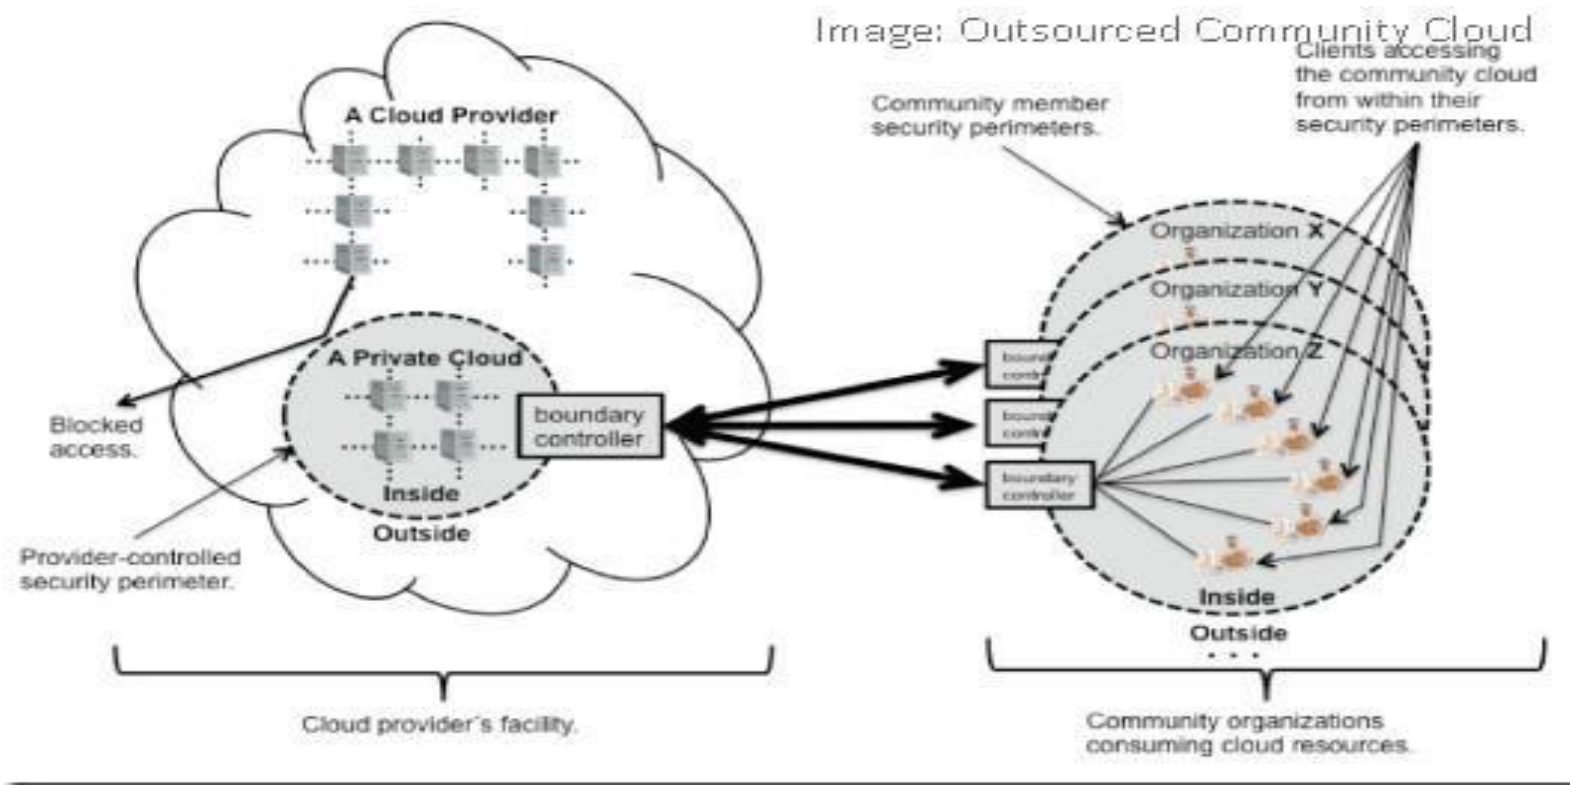 Image: Outsourced Community Cloud
Clients accessing
the community cloud
from within their
security perimeters.
Community member
security perimeters.
A Cloud Provider
Organization X
Organization Y
Organization Z
A Private Cloud
boundary
controller
Inside
Outside
Blocked
access.
Provider-controlled
security perimeter.
boundary
controller
Inside
Outside
. . .
Cloud provider´s facility.
Community organizations
consuming cloud resources.